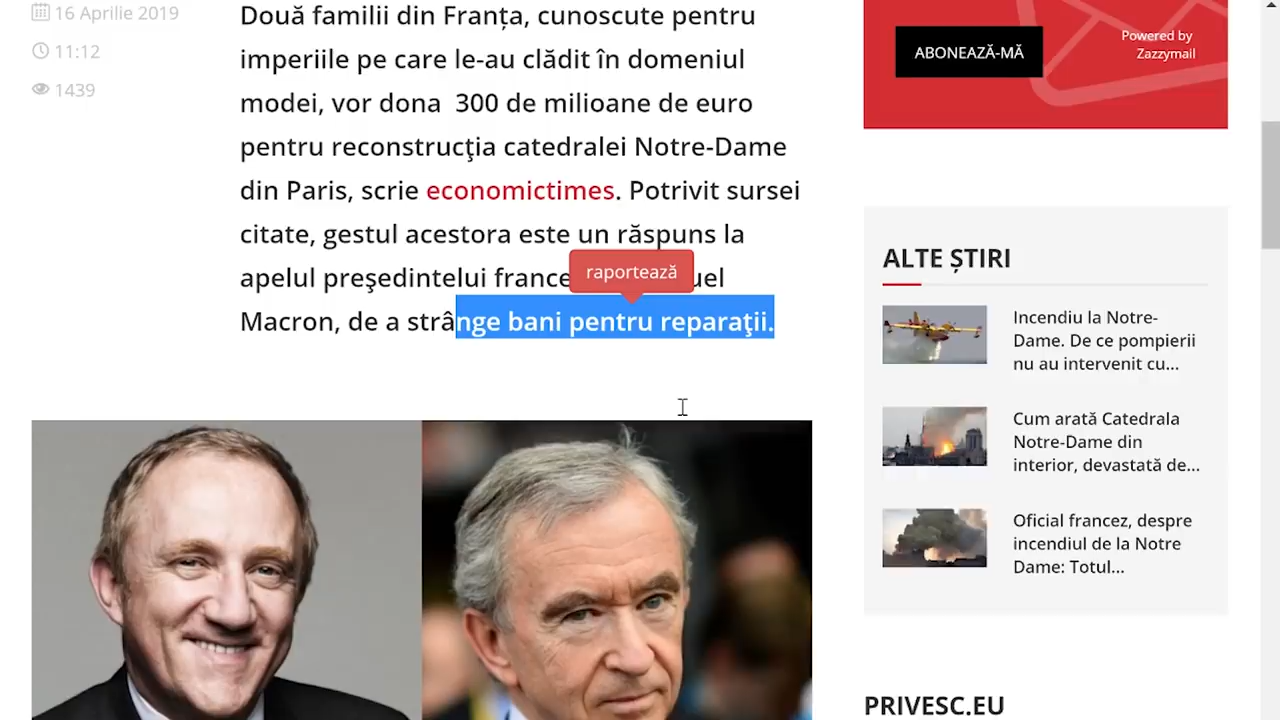 16 Aprilie 2019
11:12
1439
Două familii din Franța, cunoscute pentru
imperiile pe care le-au clădit în domeniul
modei, vor dona 300 de milioane de euro
pentru reconstrucţia catedralei Notre-Dame
din Paris, scrie economictimes. Potrivit sursei
citate, gestul acestora este un răspuns la
apelul preşedintelui france uel
raportează
Macron, de a strânge bani pentru reparaţii.
ABONEAZĂ-MĂ
Powered by
Zazzymail
ALTE ȘTIRI
Incendiu la Notre-
Dame. De ce pompierii
nu au intervenit cu...
Cum arată Catedrala
Notre-Dame din
interior, devastată de...
Oficial francez, despre
incendiul de la Notre
Dame: Totul...
PRIVESC.EU